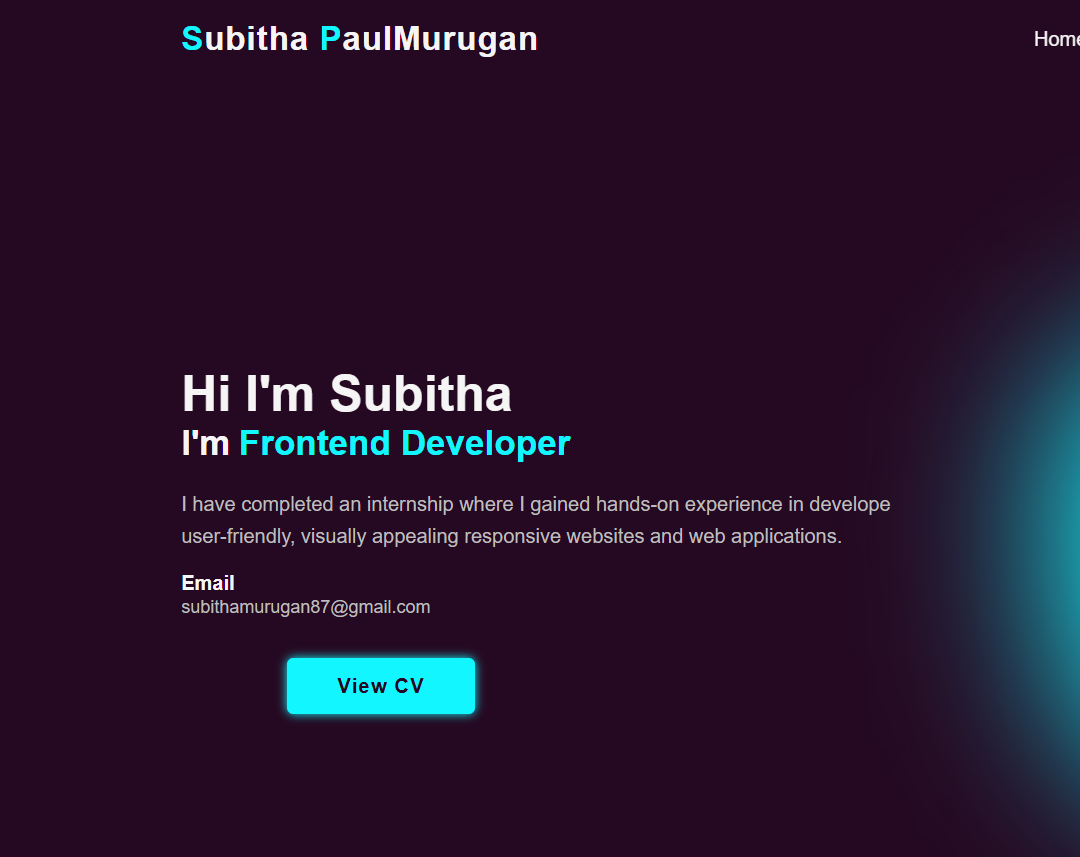 Subitha PaulMurugan
Home
Hi I'm Subitha
I'm Frontend Developer
I have completed an internship where I gained hands-on experience in develope
user-friendly, visually appealing responsive websites and web applications.
Email
subithamurugan87@gmail.com
View CV